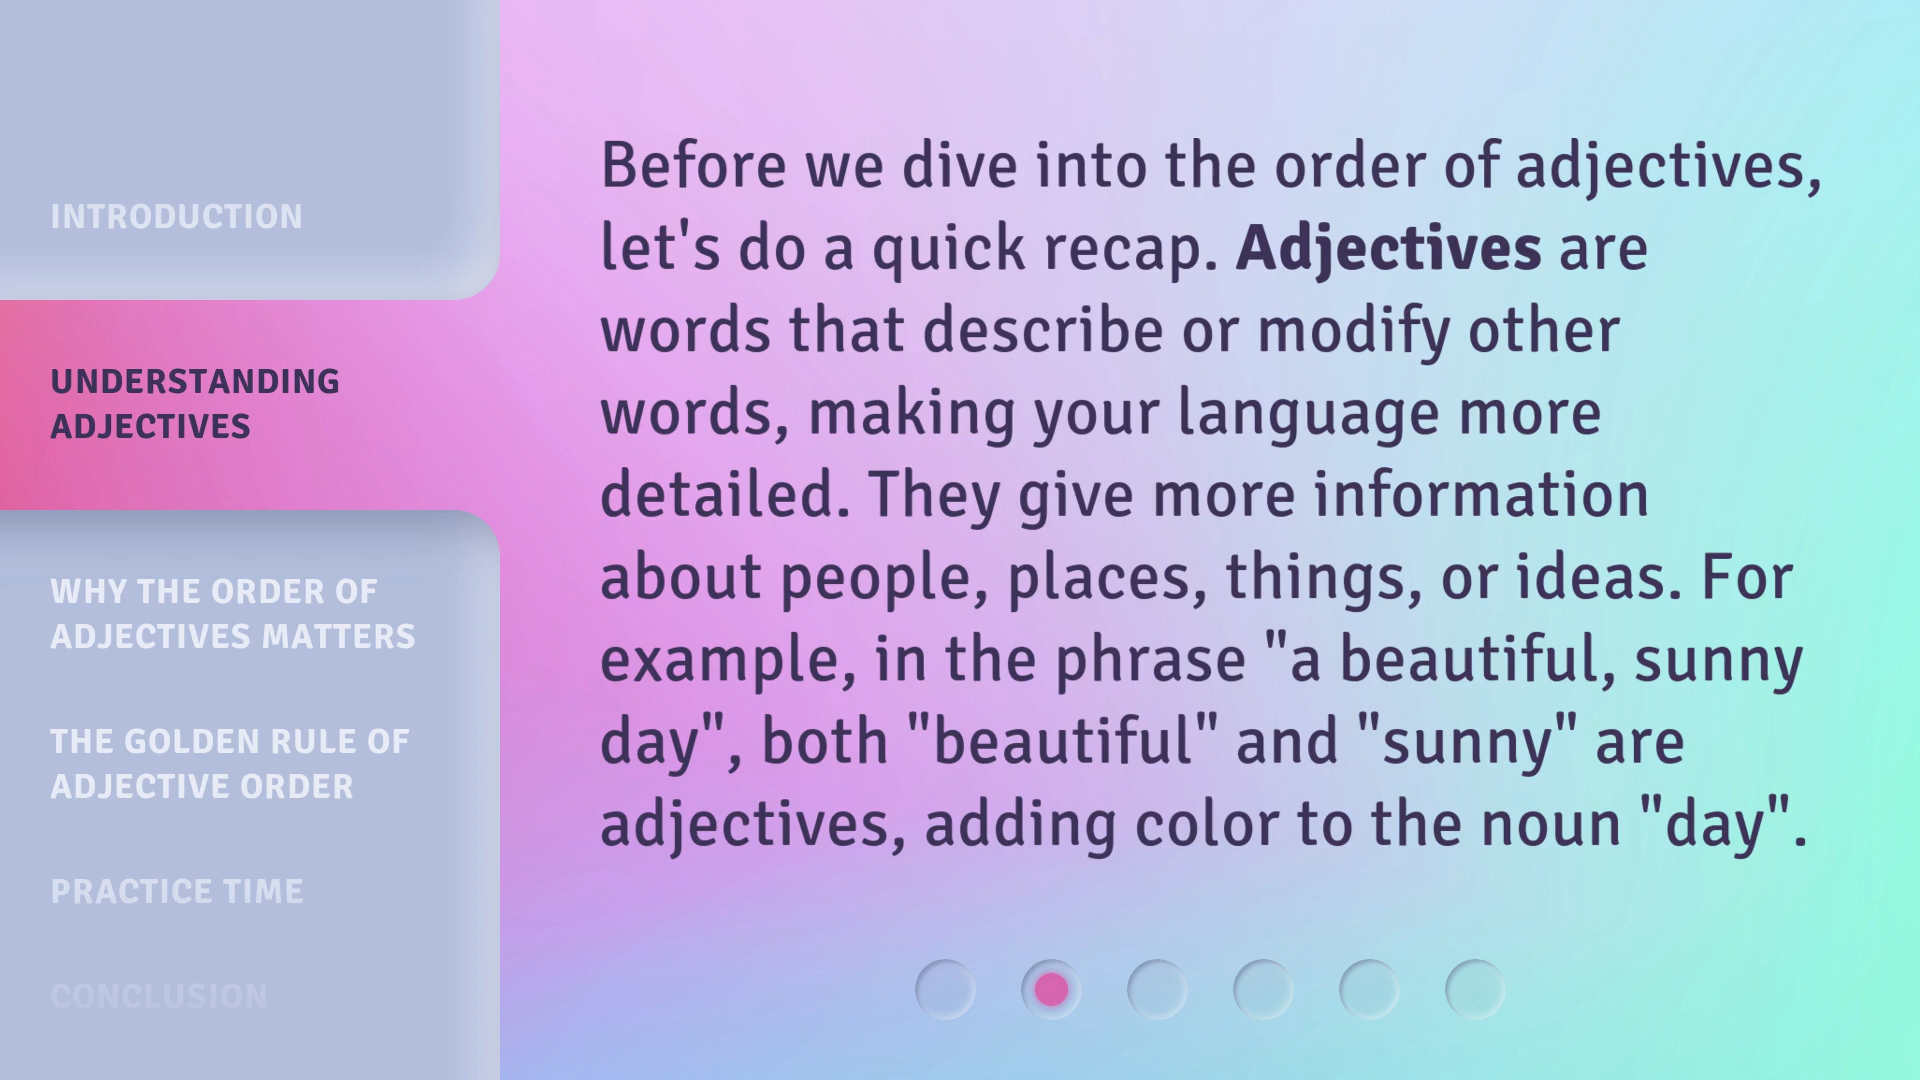 INTRODUCTION
UNDERSTANDING
ADJECTIVES
WHY THE ORDER OF
ADJECTIVES MATTERS
THE GOLDEN RULE OF
ADJECTIVE ORDER
PRACTICE TIME
CONCLUSION
Before we dive into the order of adjectives,
let's do a quick recap. Adjectives are
words that describe or modify other
words, making your language more
detailed. They give more information
about people, places, things, or ideas. For
example, in the phrase "a beautiful, sunny
day", both "beautiful" and "sunny" are
adjectives, adding color to the noun "day".